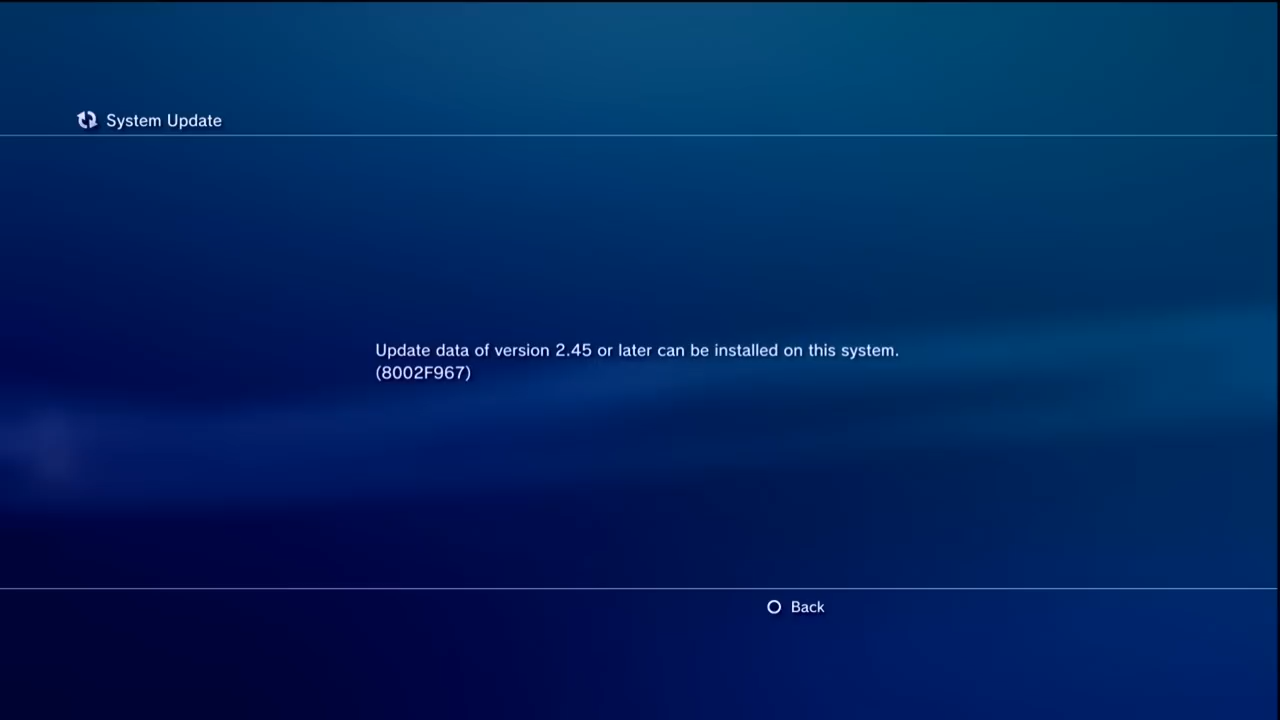 System Update
Update data of version 2.45 or later can be installed on this system.
(8002F967)
Back